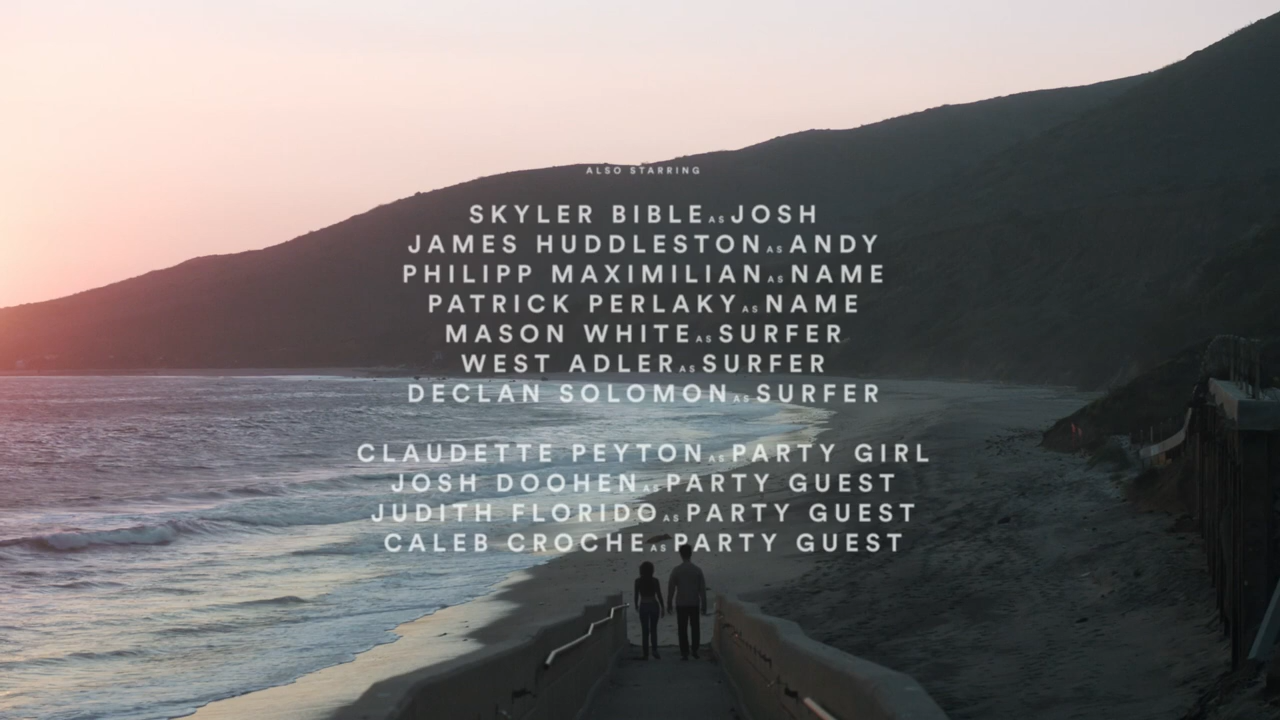 ALSO STARRING
SKYLER BIBLE AS JOSH
JAMES HUDDLESTON AS ANDY
PHILIPP MAXIMILIAN AS NAME
PATRICK PERLAKY AS NAME
MASON WHITE AS SURFER
WEST ADLER AS SURFER
DECLAN SOLOMON AS SURFER
CLAUDETTE PEYTON AS PARTY GIRL
JOSH DOOHEN AS PARTY GUEST
JUDITH FLORIDO AS PARTY GUEST
CALEB CROCHE AS PARTY GUEST